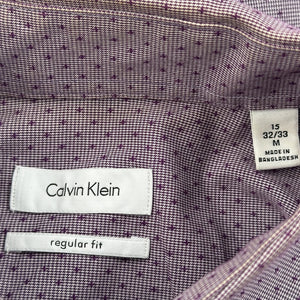 Calvin Klein
regular fit
15
32/33
M
MADE IN
BANGLADESH